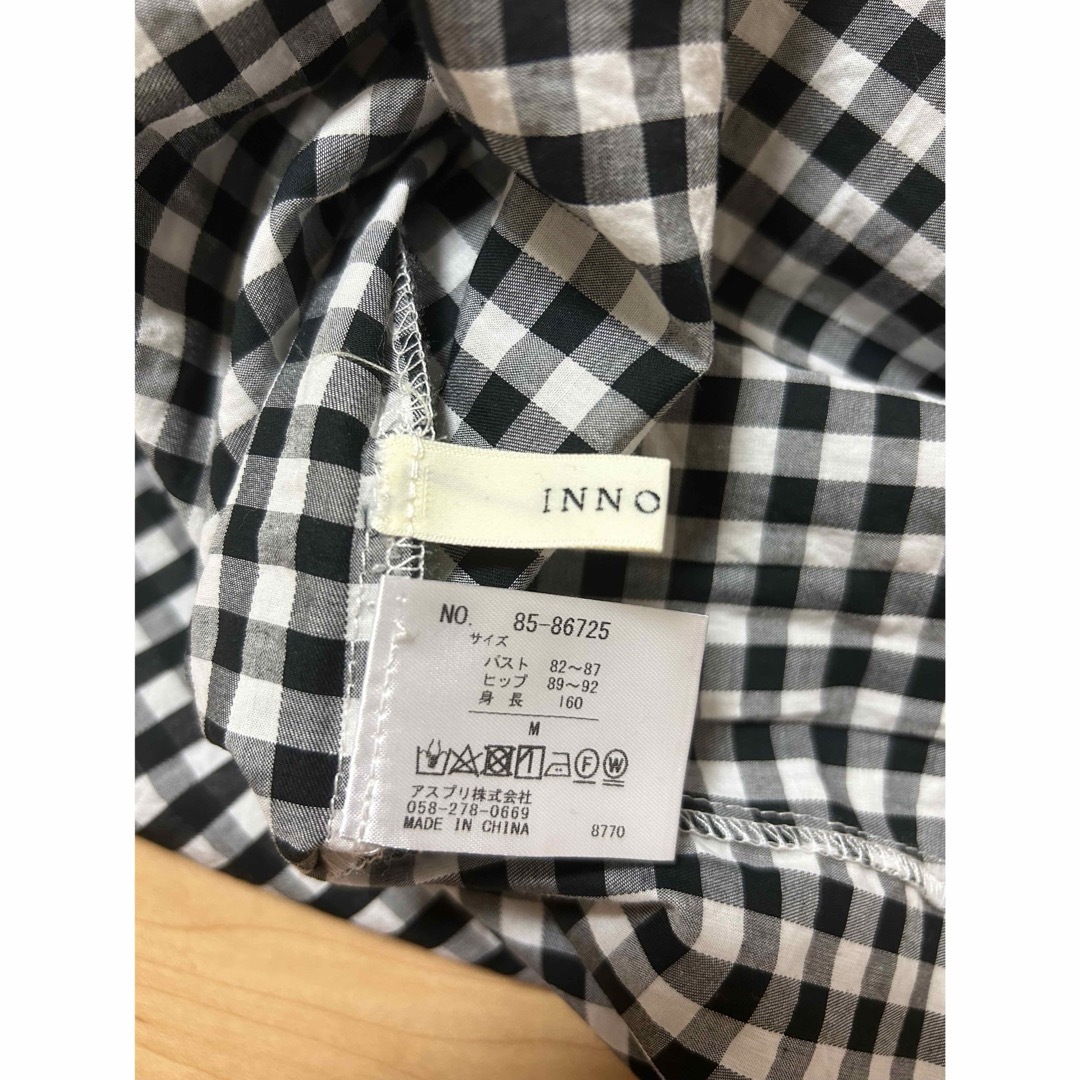 INNO
NO. 85-86725
サイズ
バスト 82～87
ヒップ 89～92
身長 160
M
F W
アスプリ株式会社
058-278-0669
MADE IN CHINA 8770